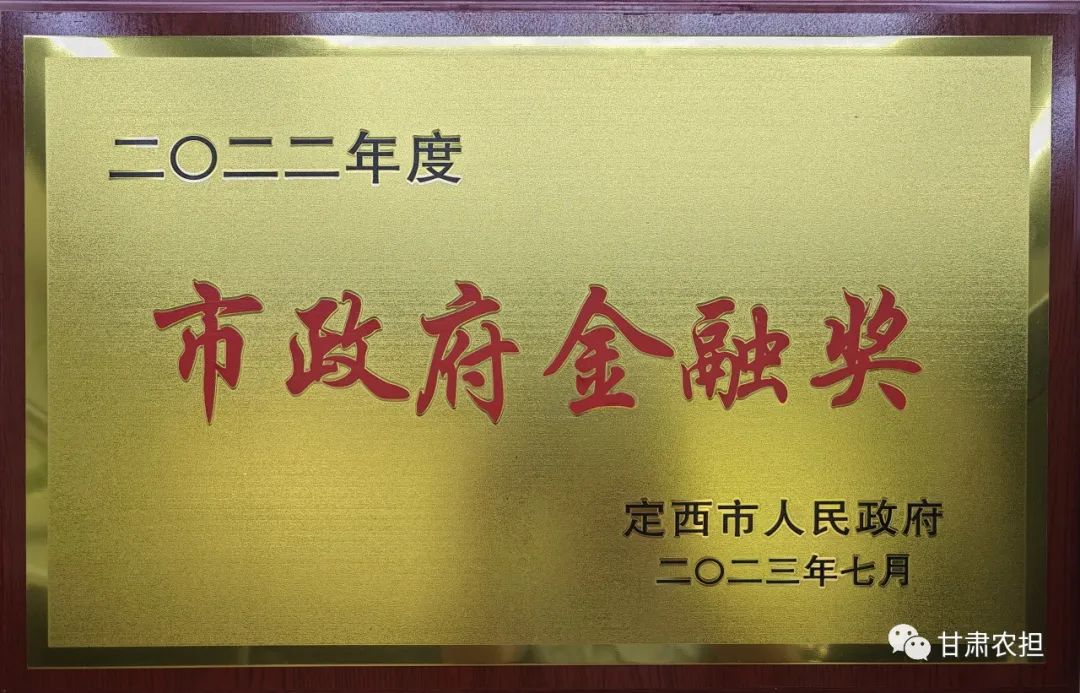 二〇二二年度
市政府金融奖
定西市人民政府
二〇二三年七月
甘肃农担